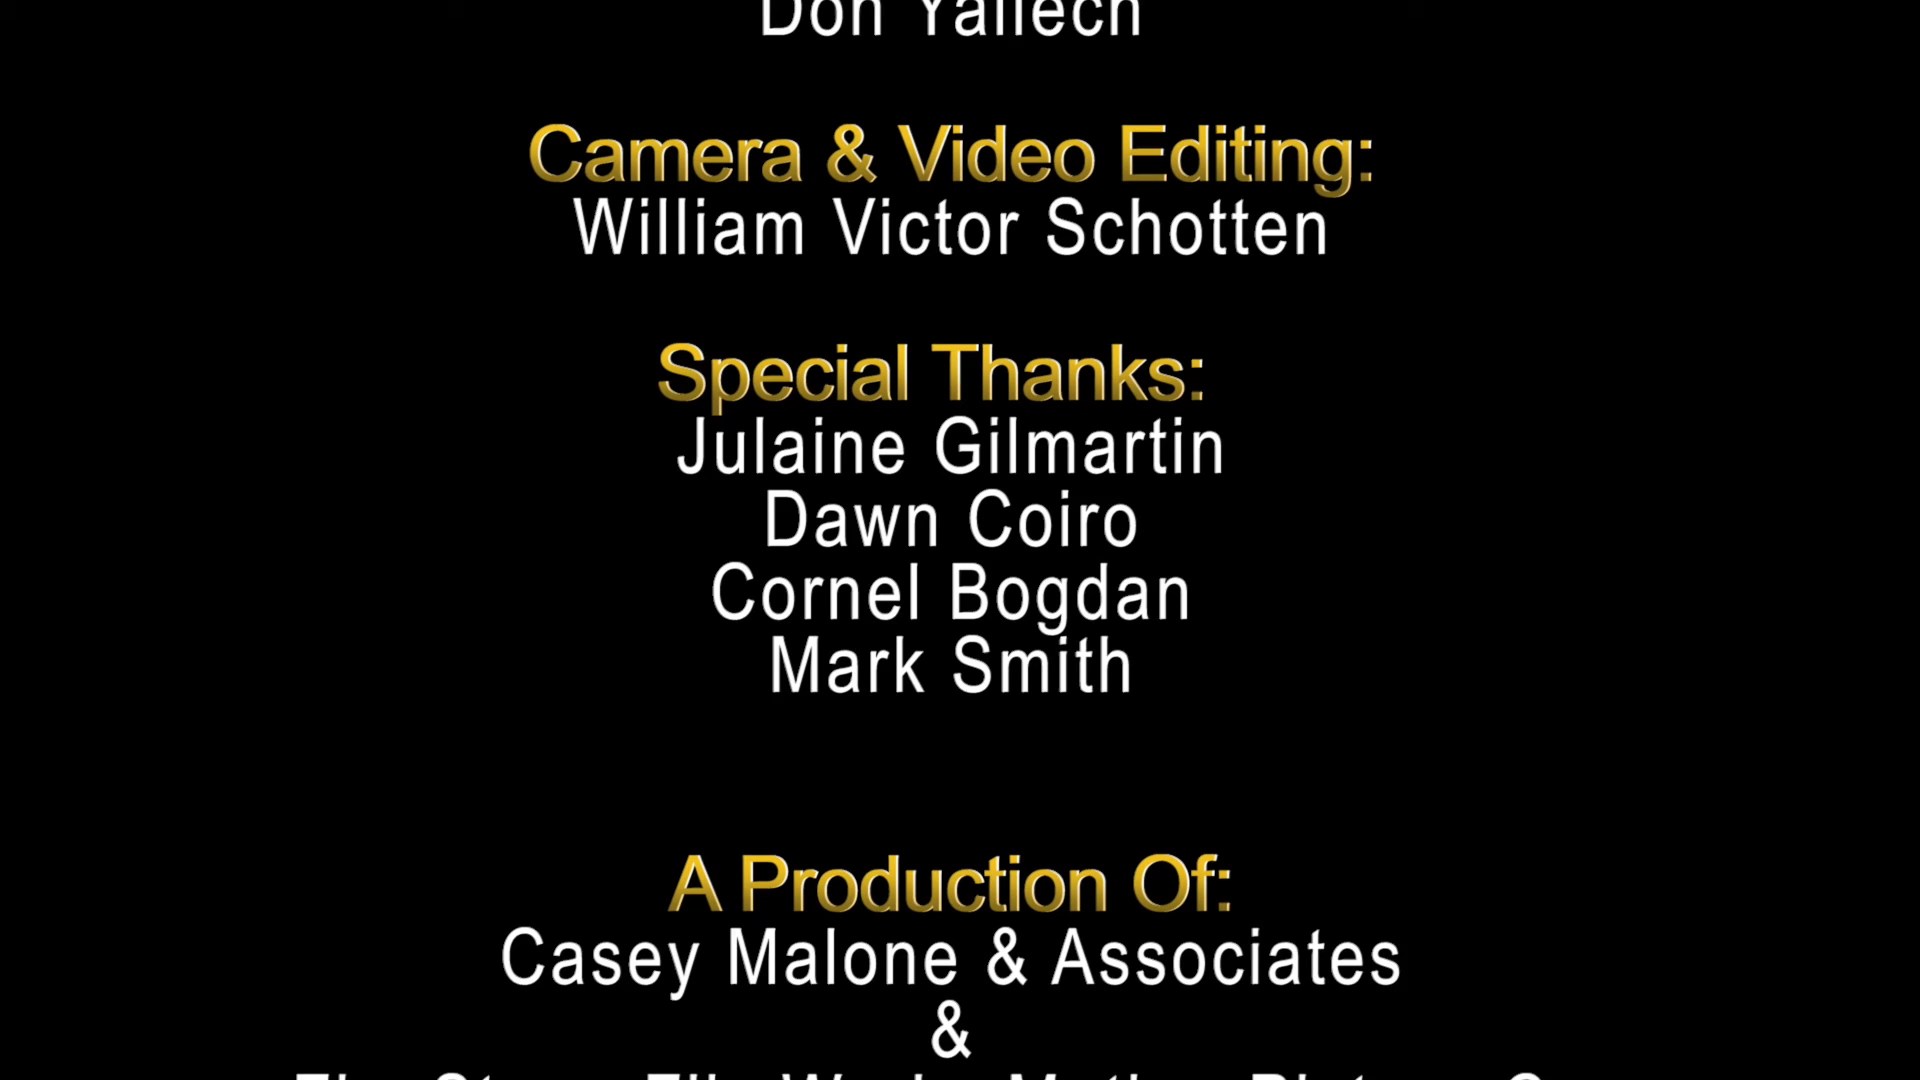 Don
Camera & Video Editing:
William Victor Schotten
Special Thanks:
Julaine Gilmartin
Dawn Coiro
Cornel Bogdan
Mark Smith
A Production Of:
Casey Malone & Associates
&